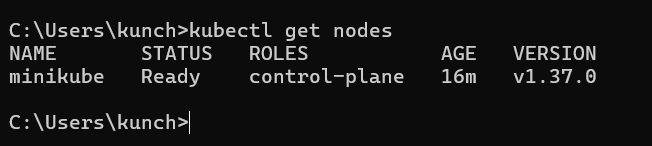 C:\Users\kunch>kubectl get nodes
NAME       STATUS   ROLES           AGE   VERSION
minikube   Ready    control-plane   16m   v1.37.0
C:\Users\kunch>